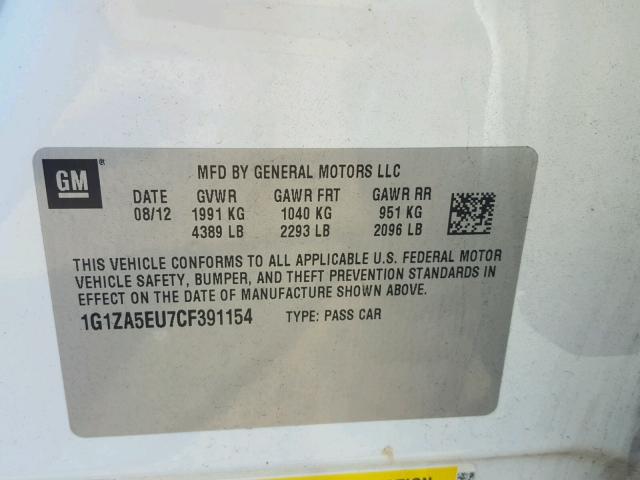 GM ® MFD BY GENERAL MOTORS LLC
DATE GVWR GAWR FRT GAWR RR
08/12 1991 KG 1040 KG 951 KG
4389 LB 2293 LB 2096 LB
THIS VEHICLE CONFORMS TO ALL APPLICABLE U.S. FEDERAL MOTOR
VEHICLE SAFETY, BUMPER, AND THEFT PREVENTION STANDARDS IN
EFFECT ON THE DATE OF MANUFACTURE SHOWN ABOVE.
1G1ZA5EU7CF391154 TYPE: PASS CAR